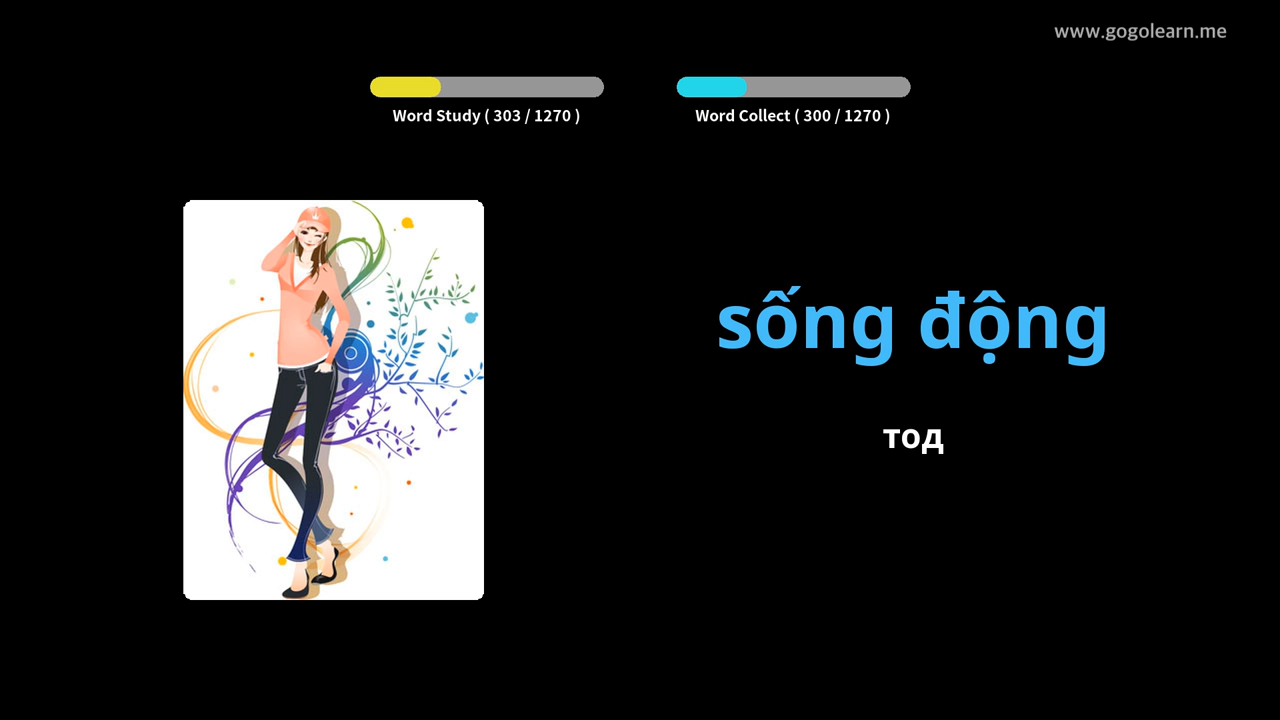 www.gogolearn.me
Word Study ( 303 / 1270 )
Word Collect ( 300 / 1270 )
sống động
тод